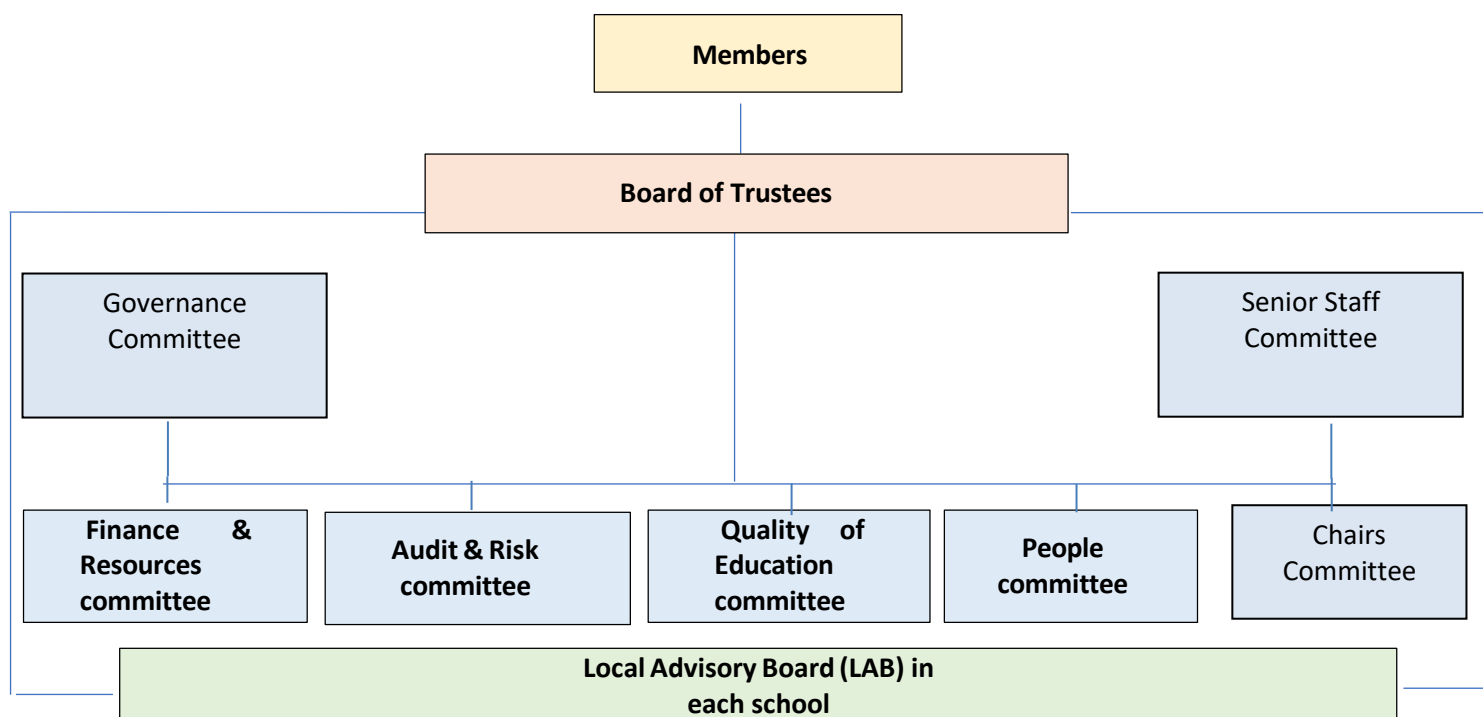 Members
Board of Trustees
Governance
Committee
Senior Staff
Committee
Finance &
Resources
committee
Audit & Risk
committee
Quality of
Education
committee
People
committee
Chairs
Committee
Local Advisory Board (LAB) in
each school